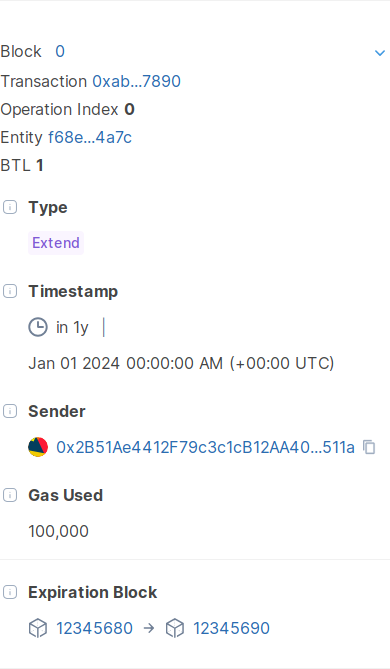 Block 0
Transaction 0xab...7890
Operation Index 0
Entity f68e...4a7c
BTL 1
Type
Extend
Timestamp
in 1y |
Jan 01 2024 00:00:00 AM (+00:00 UTC)
Sender
0x2B51Ae4412F79c3c1cB12AA40...511a
Gas Used
100,000
Expiration Block
12345680 → 12345690